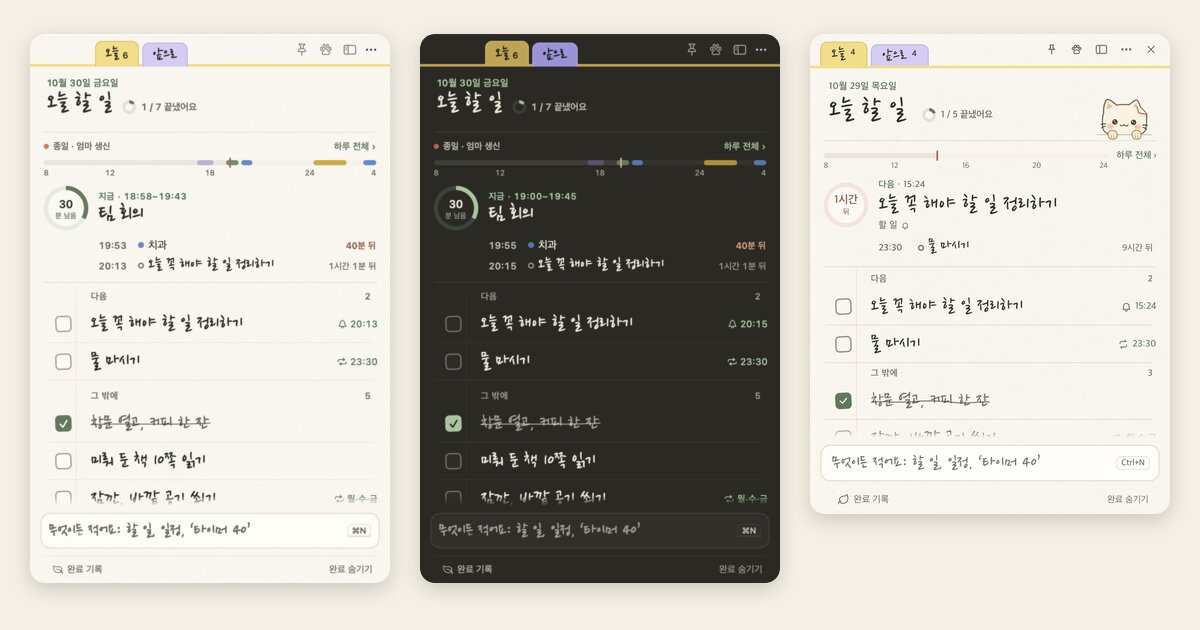 오늘 6 앞으로
10월 30일 금요일
오늘 할 일 1 / 7 끝냈어요
종일 · 엄마 생신 하루 전체 ›
8 12 18 24 4
30 분 남음
지금 · 18:58–19:43
팀 회의
19:53 치과 40분 뒤
20:13 오늘 꼭 해야 할 일 정리하기 1시간 1분 뒤
다음 2
오늘 꼭 해야 할 일 정리하기 20:13
물 마시기 23:30
그 밖에 5
창문 열고, 커피 한 잔
미뤄 둔 책 10쪽 읽기
잠깐, 바깥 공기 쐬기 월·수·금
무엇이든 적어요: 할 일, 일정, ‘타이머 40’ ⌘N
완료 기록 완료 숨기기
오늘 6 앞으로
10월 30일 금요일
오늘 할 일 1 / 7 끝냈어요
종일 · 엄마 생신 하루 전체 ›
8 12 18 24 4
30 분 남음
지금 · 19:00–19:45
팀 회의
19:55 치과 40분 뒤
20:15 오늘 꼭 해야 할 일 정리하기 1시간 1분 뒤
다음 2
오늘 꼭 해야 할 일 정리하기 20:15
물 마시기 23:30
그 밖에 5
창문 열고, 커피 한 잔
미뤄 둔 책 10쪽 읽기
잠깐, 바깥 공기 쐬기 월·수·금
무엇이든 적어요: 할 일, 일정, ‘타이머 40’ ⌘N
완료 기록 완료 숨기기
오늘 4 앞으로 4
10월 29일 목요일
오늘 할 일 1 / 5 끝냈어요
하루 전체 ›
8 12 16 20 24
1시간 뒤
다음 · 15:24
오늘 꼭 해야 할 일 정리하기
할 일
23:30 물 마시기 9시간 뒤
다음 2
오늘 꼭 해야 할 일 정리하기 15:24
물 마시기 23:30
그 밖에 3
창문 열고, 커피 한 잔
무엇이든 적어요: 할 일, 일정, ‘타이머 40’ Ctrl+N
완료 기록 완료 숨기기